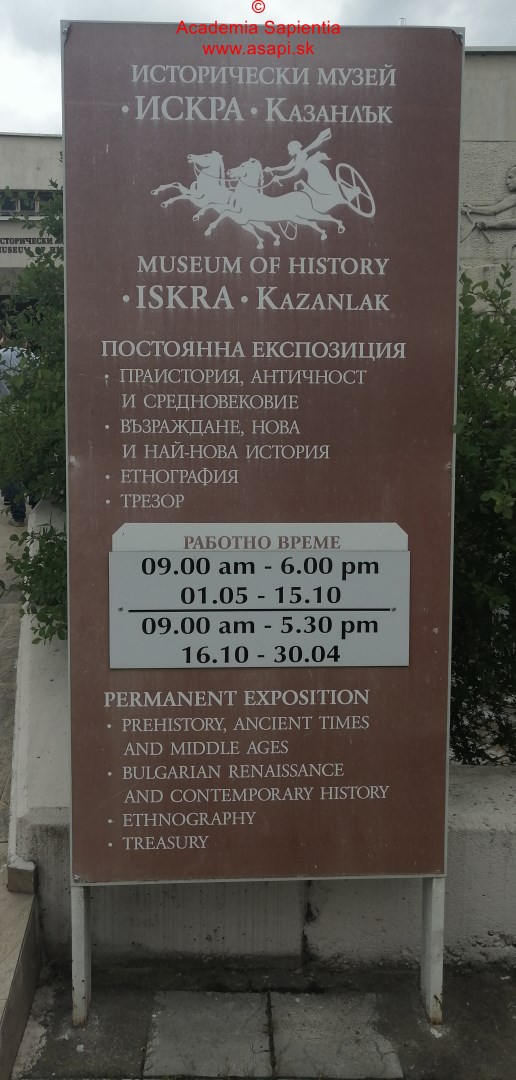 ©
Academia Sapientia
www.asapi.sk
ИСТОРИЧЕСКИ МУЗЕЙ
• ИСКРА • КАЗАНЛЪК
MUSEUM OF HISTORY
• ISKRA • KAZANLAK
ПОСТОЯННА ЕКСПОЗИЦИЯ
• ПРАИСТОРИЯ, АНТИЧНОСТ
И СРЕДНОВЕКОВИЕ
• ВЪЗРАЖДАНЕ, НОВА
И НАЙ-НОВА ИСТОРИЯ
• ЕТНОГРАФИЯ
• ТРЕЗОР
РАБОТНО ВРЕМЕ
09.00 am - 6.00 pm
01.05 - 15.10
09.00 am - 5.30 pm
16.10 - 30.04
PERMANENT EXPOSITION
• PREHISTORY, ANCIENT TIMES
AND MIDDLE AGES
• BULGARIAN RENAISSANCE
AND CONTEMPORARY HISTORY
• ETHNOGRAPHY
• TREASURY